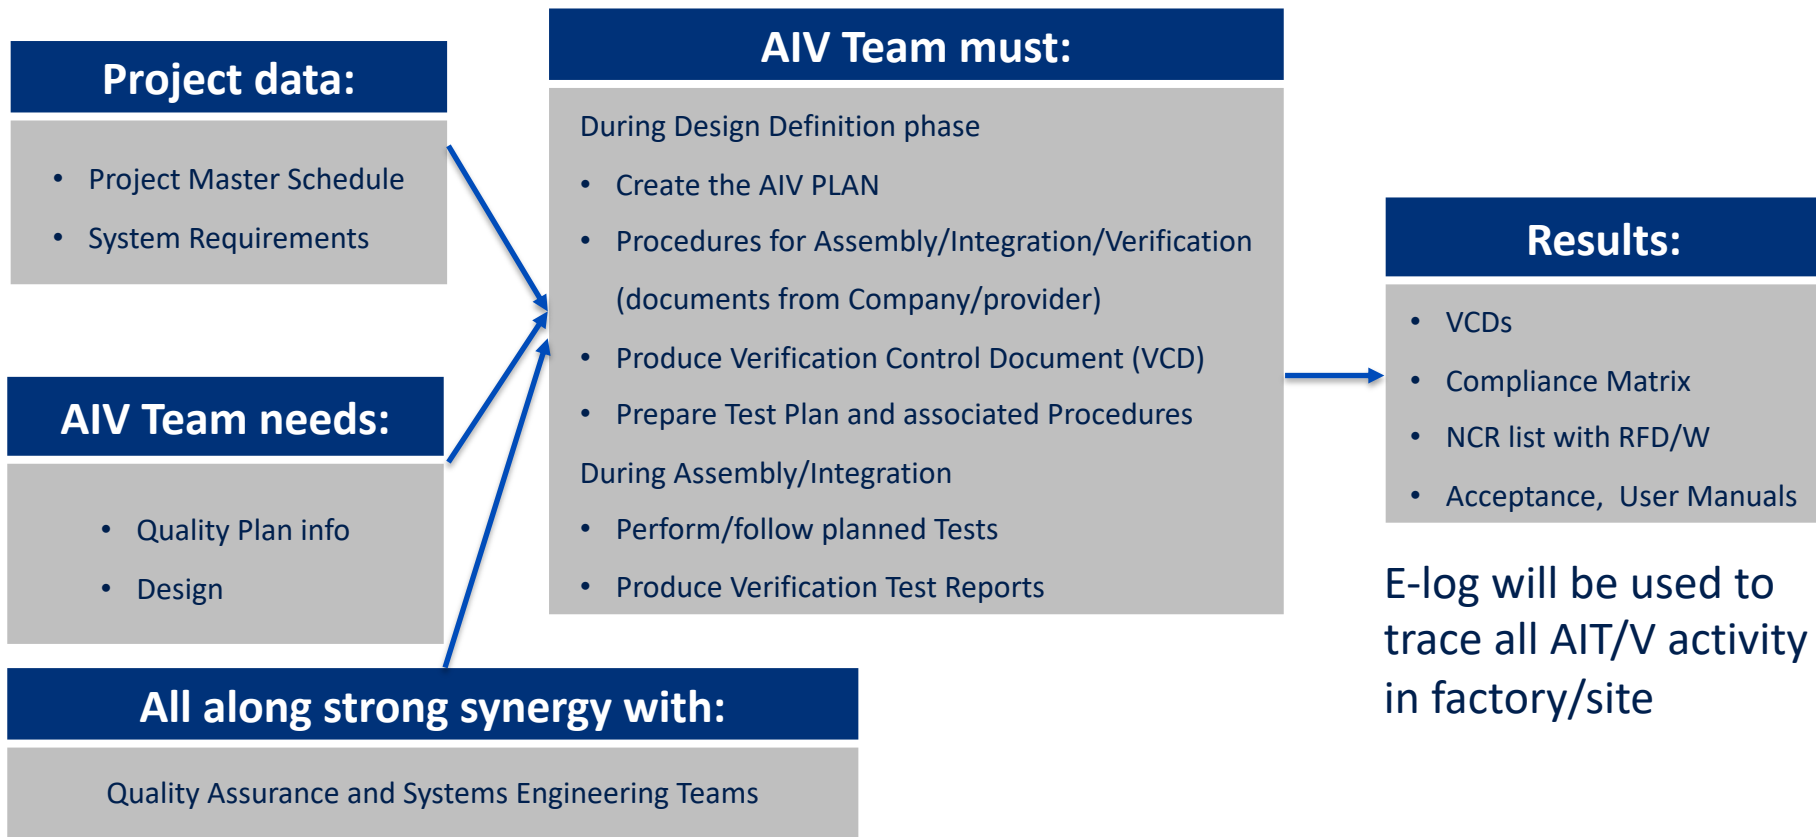 Project data:
• Project Master Schedule
• System Requirements
AIV Team needs:
• Quality Plan info
• Design
All along strong synergy with:
Quality Assurance and Systems Engineering Teams
AIV Team must:
During Design Definition phase
• Create the AIV PLAN
• Procedures for Assembly/Integration/Verification
(documents from Company/provider)
• Produce Verification Control Document (VCD)
• Prepare Test Plan and associated Procedures
During Assembly/Integration
• Perform/follow planned Tests
• Produce Verification Test Reports
Results:
• VCDs
• Compliance Matrix
• NCR list with RFD/W
• Acceptance, User Manuals
E-log will be used to
trace all AIT/V activity
in factory/site